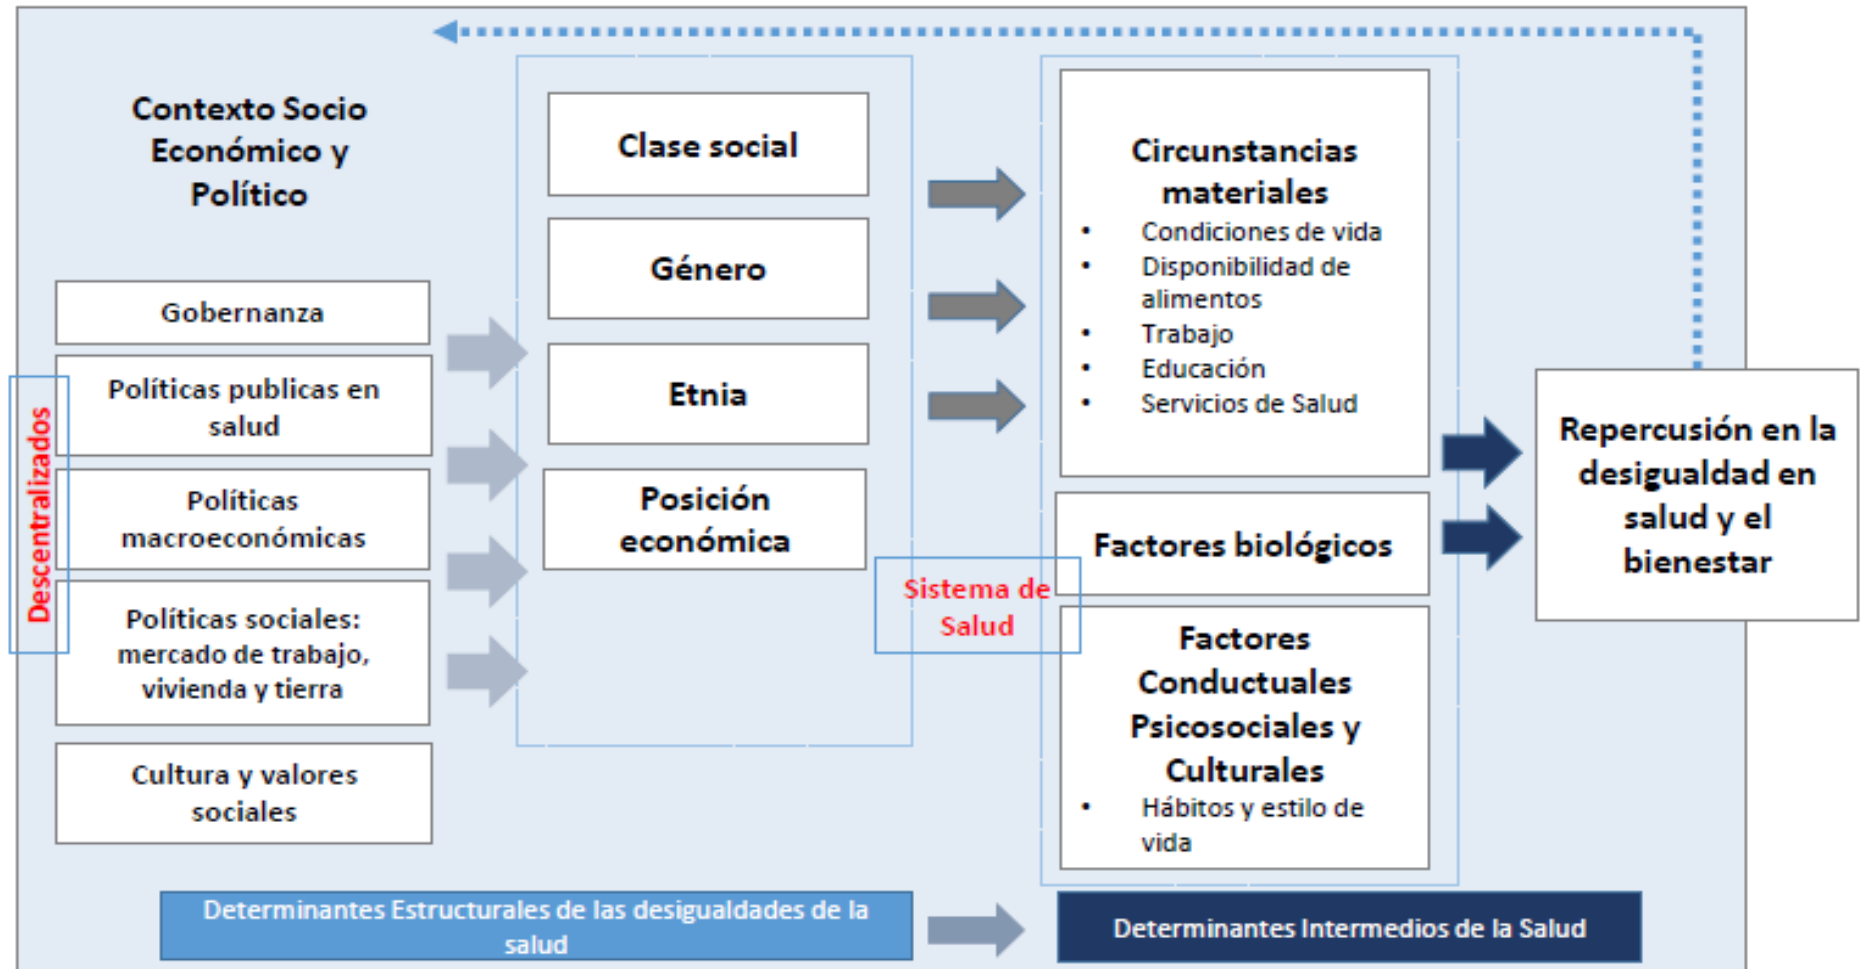 Contexto Socio
Económico y
Político
Gobernanza
Políticas publicas en
salud
Políticas
macroeconómicas
Políticas sociales:
mercado de trabajo,
vivienda y tierra
Cultura y valores
sociales
Descentralizados
Clase social
Género
Etnia
Posición
económica
Sistema de
Salud
Circunstancias
materiales
• Condiciones de vida
• Disponibilidad de
alimentos
• Trabajo
• Educación
• Servicios de Salud
Factores biológicos
Factores
Conductuales
Psicosociales y
Culturales
• Hábitos y estilo de
vida
Repercusión en la
desigualdad en
salud y el
bienestar
Determinantes Estructurales de las desigualdades de la
salud
Determinantes Intermedios de la Salud